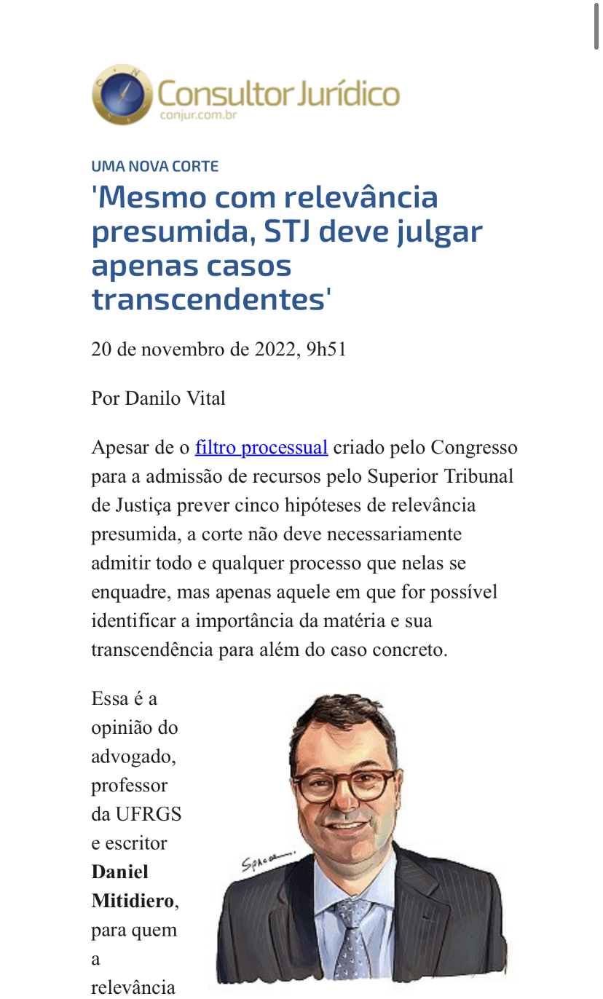 Consultor Jurídico
conjur.com.br
UMA NOVA CORTE
'Mesmo com relevância
presumida, STJ deve julgar
apenas casos
transcendentes'
20 de novembro de 2022, 9h51
Por Danilo Vital
Apesar de o filtro processual criado pelo Congresso
para a admissão de recursos pelo Superior Tribunal
de Justiça prever cinco hipóteses de relevância
presumida, a corte não deve necessariamente
admitir todo e qualquer processo que nelas se
enquadre, mas apenas aquele em que for possível
identificar a importância da matéria e sua
transcendência para além do caso concreto.
Essa é a
opinião do
advogado,
professor
da UFRGS
e escritor
Daniel
Mitidiero,
para quem
a
relevância